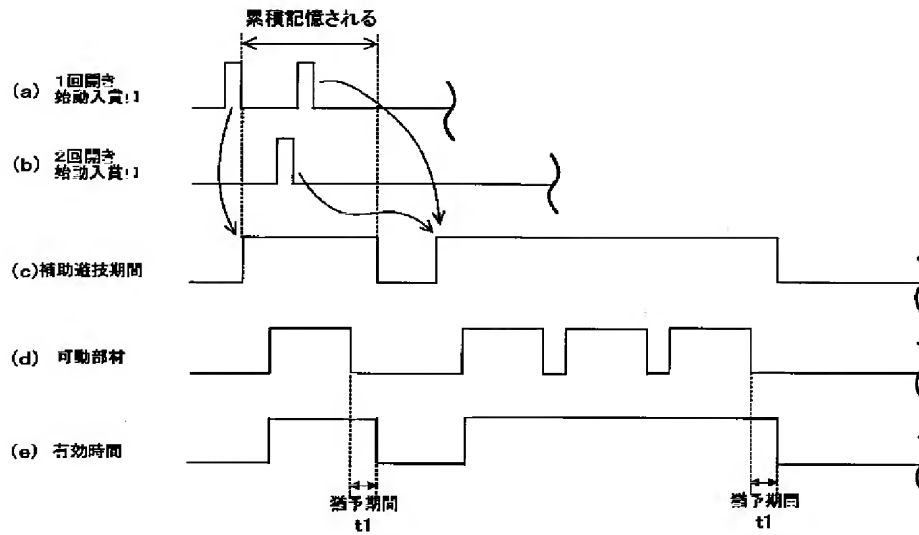 累積記憶される
(a) 1回開き
始動入賞口
(b) 2回開き
始動入賞口
(c)補助遊技期間
(d) 可動部材
(e) 有効時間
猶予期間
t1
猶予期間
t1